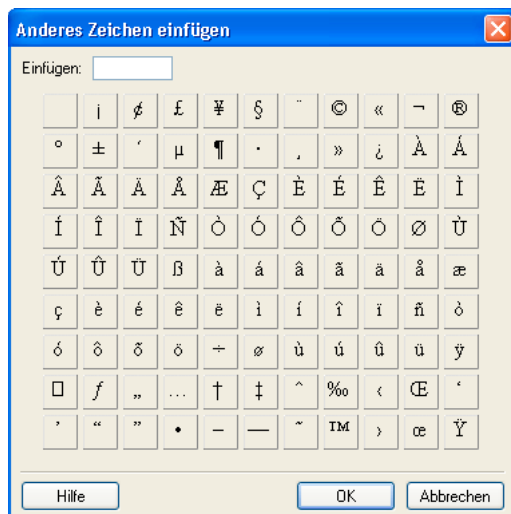 Anderes Zeichen einfügen
Einfügen:
¡ ¢ £ ¥ § ¨ © « ¬ ®
° ± ´ µ ¶ · ¸ » ¿ À Á
Â Ã Ä Å Æ Ç È É Ê Ë Ì
Í Î Ï Ñ Ò Ó Ô Õ Ö Ø Ù
Ú Û Ü ß à á â ã ä å æ
ç è é ê ë ì í î ï ñ ò
ó ô õ ö ÷ ø ù ú û ü ÿ
□ ƒ „ … † ‡ ˆ ‰ ‹ Œ ‘
’ “ ” • – — ˜ ™ › œ Ÿ
Hilfe OK Abbrechen